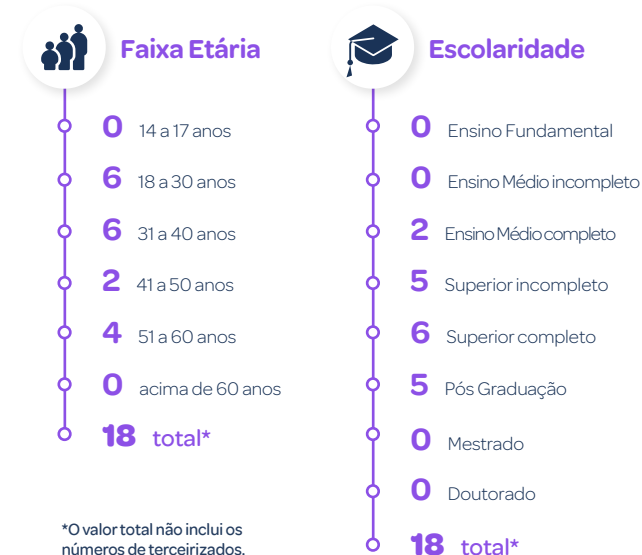 Faixa Etária
0 14 a 17 anos
6 18 a 30 anos
6 31 a 40 anos
2 41 a 50 anos
4 51 a 60 anos
0 acima de 60 anos
18 total*
*O valor total não inclui os
números de terceirizados.
Escolaridade
0 Ensino Fundamental
0 Ensino Médio incompleto
2 Ensino Médio completo
5 Superior incompleto
6 Superior completo
5 Pós Graduação
0 Mestrado
0 Doutorado
18 total*